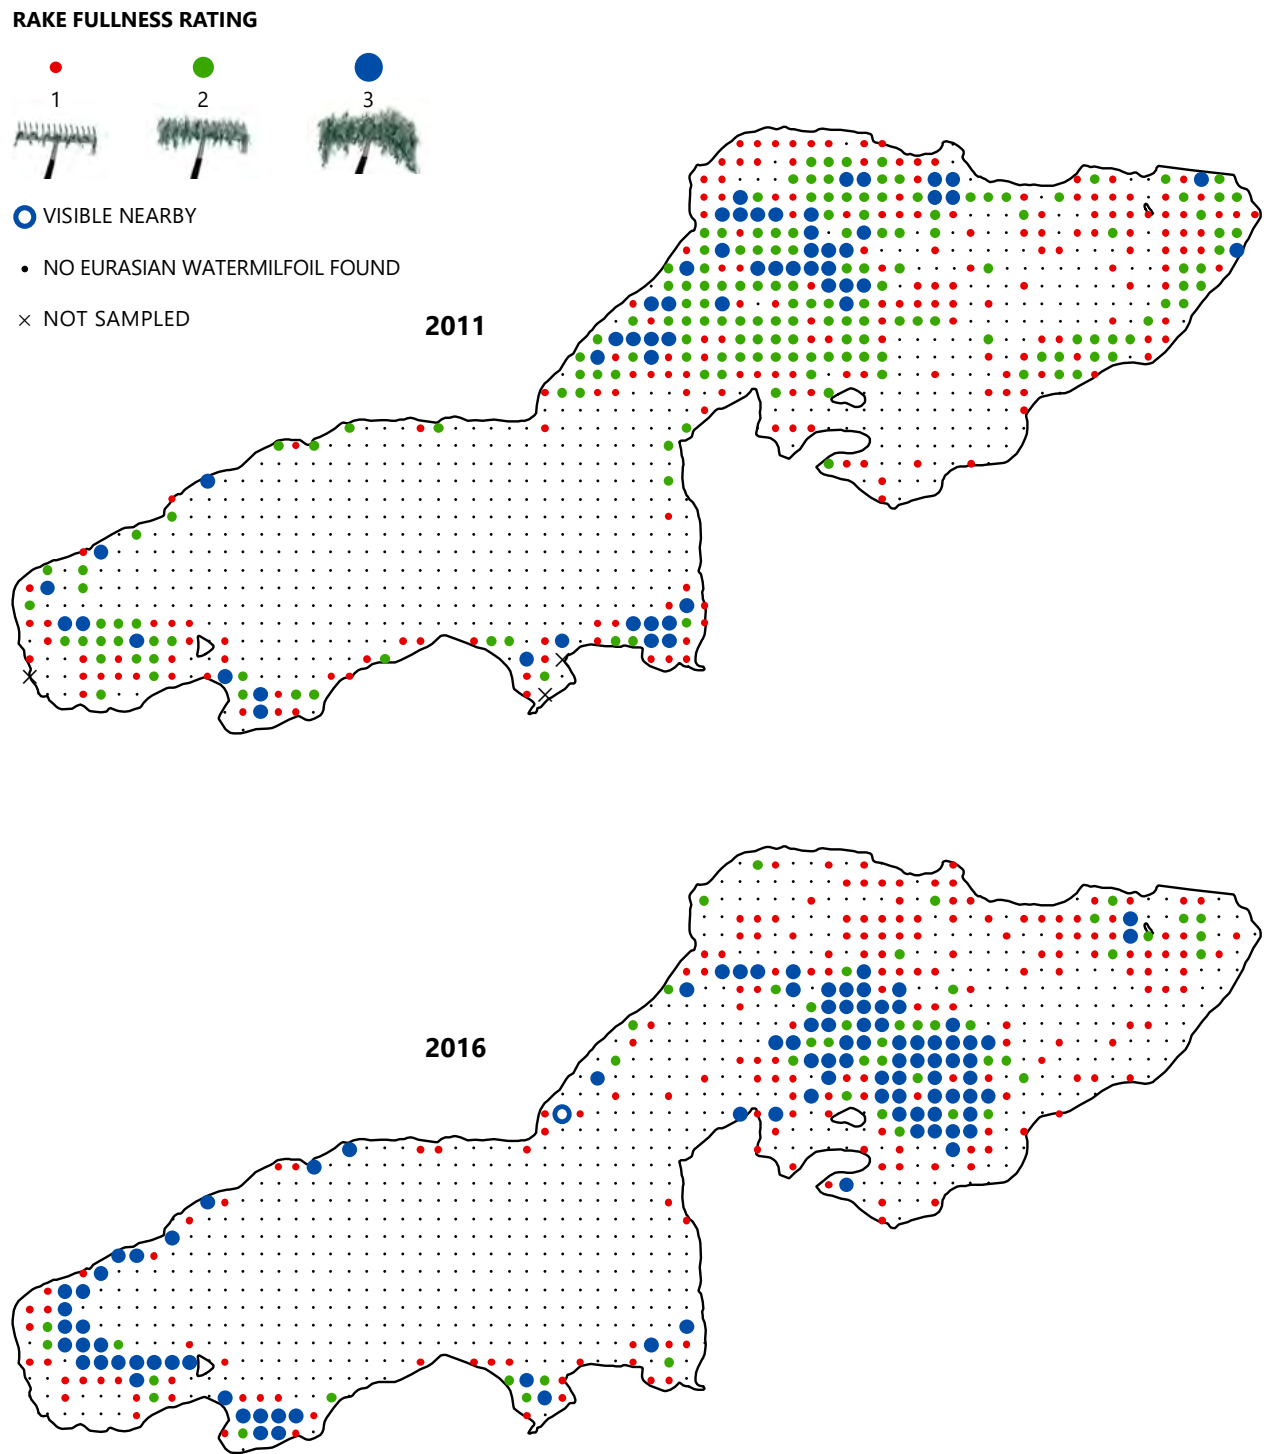 RAKE FULLNESS RATING
1 2 3
VISIBLE NEARBY
NO EURASIAN WATERMILFOIL FOUND
NOT SAMPLED
2011
2016